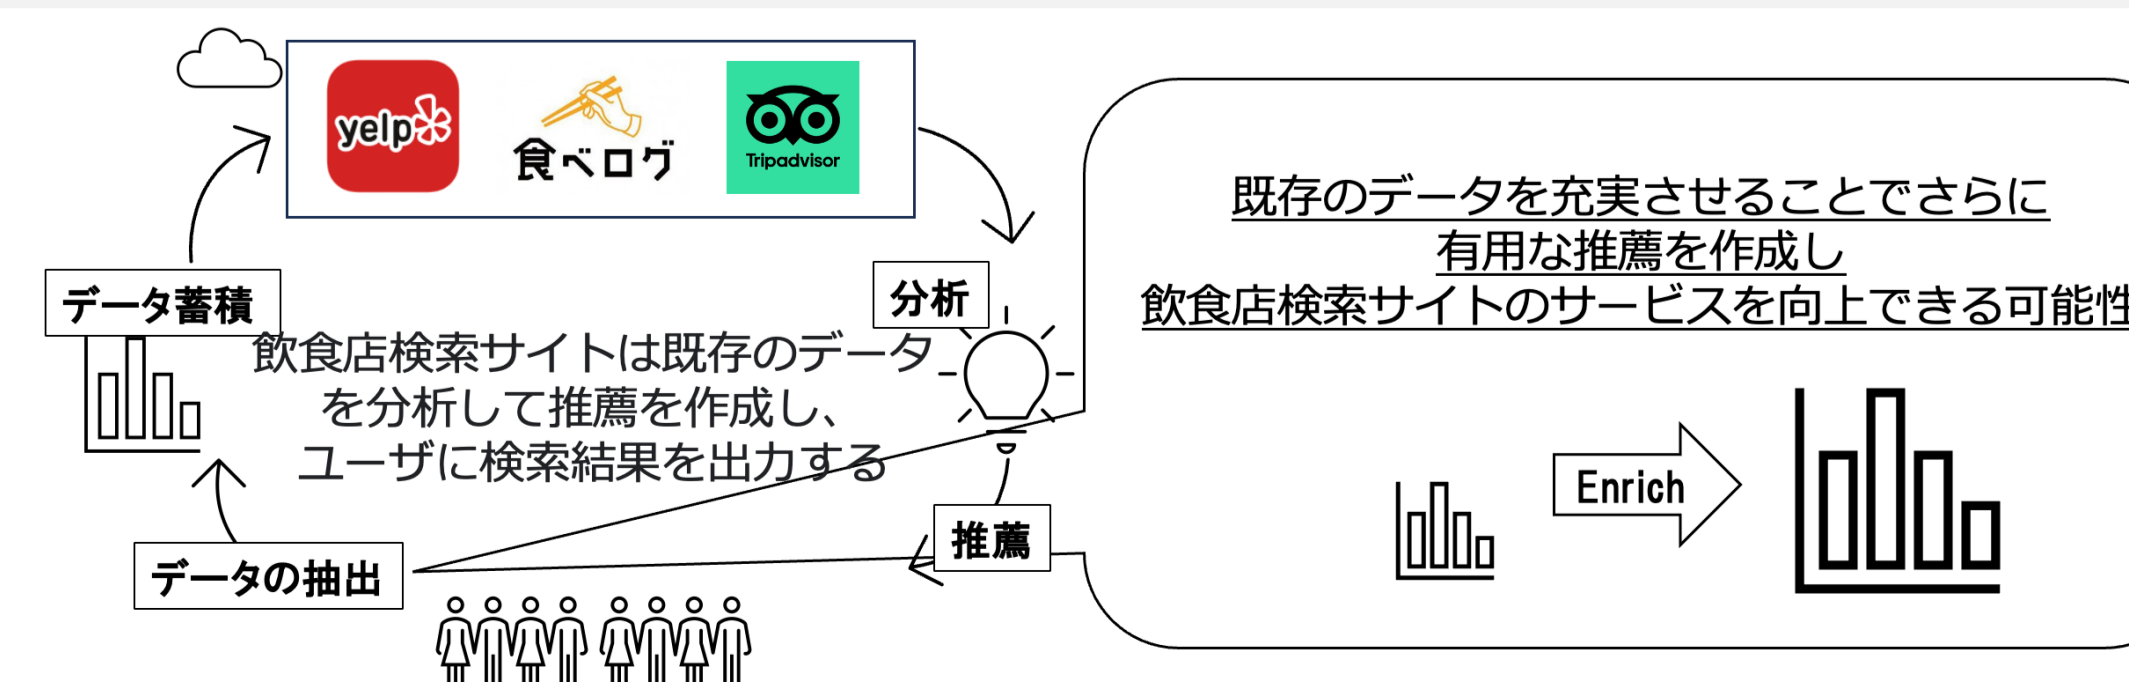 yelp
食べログ
Tripadvisor
データ蓄積
分析
飲食店検索サイトは既存のデータ
を分析して推薦を作成し、
ユーザに検索結果を出力する
推薦
データの抽出
既存のデータを充実させることでさらに
有用な推薦を作成し
飲食店検索サイトのサービスを向上できる可能性
Enrich